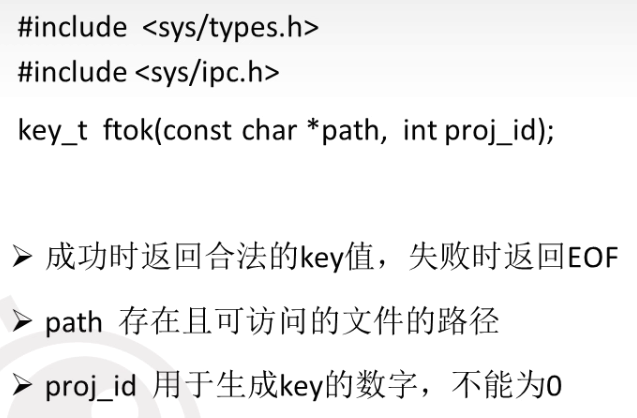 #include <sys/types.h>
#include <sys/ipc.h>
key_t ftok(const char *path, int proj_id);
➢ 成功时返回合法的key值，失败时返回EOF
➢ path 存在且可访问的文件的路径
➢ proj_id 用于生成key的数字，不能为0